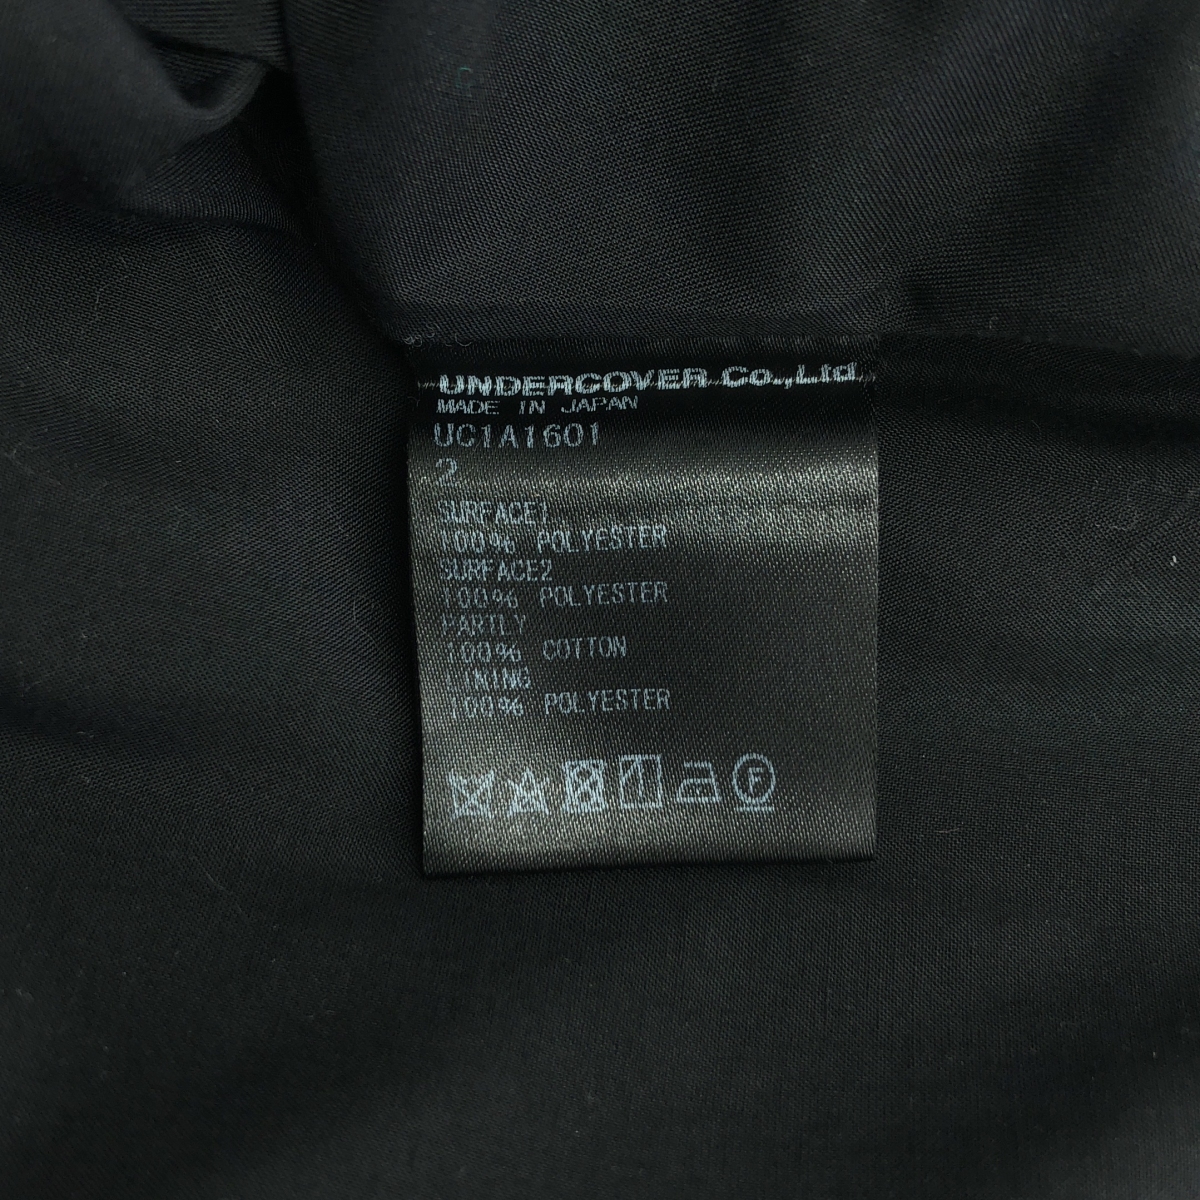 UNDERCOVER Co.,Ltd.
MADE IN JAPAN
UC1A1601
2
SURFACE1
100% POLYESTER
SURFACE2
100% POLYESTER
PARTLY
100% COTTON
LINING
100% POLYESTER
F